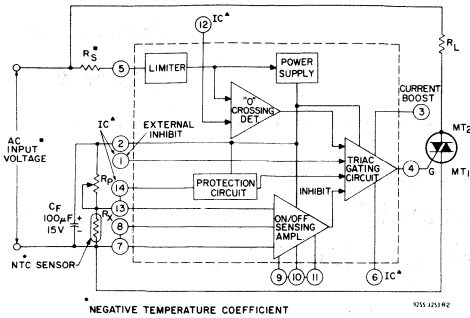 12 IC▲
RS■
RL
5
LIMITER
POWER SUPPLY
"0" CROSSING DET.
CURRENT BOOST
3
IC▲
EXTERNAL INHIBIT
2
1
AC INPUT VOLTAGE■
MT2
MT1
G
4
TRIAC GATING CIRCUIT
14
PROTECTION CIRCUIT
INHIBIT
RP
13
CF 100µF 15V
+
RX
8
7
ON/OFF SENSING AMPL.
* NTC SENSOR
9 10 11
6 IC▲
* NEGATIVE TEMPERATURE COEFFICIENT
92SS 4253R2